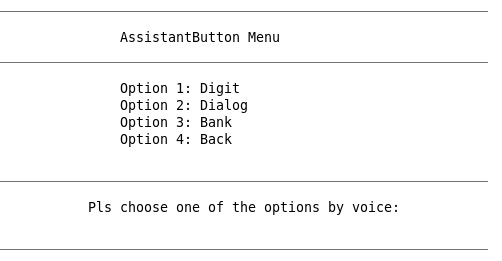 AssistantButton Menu
Option 1: Digit
Option 2: Dialog
Option 3: Bank
Option 4: Back
Pls choose one of the options by voice: